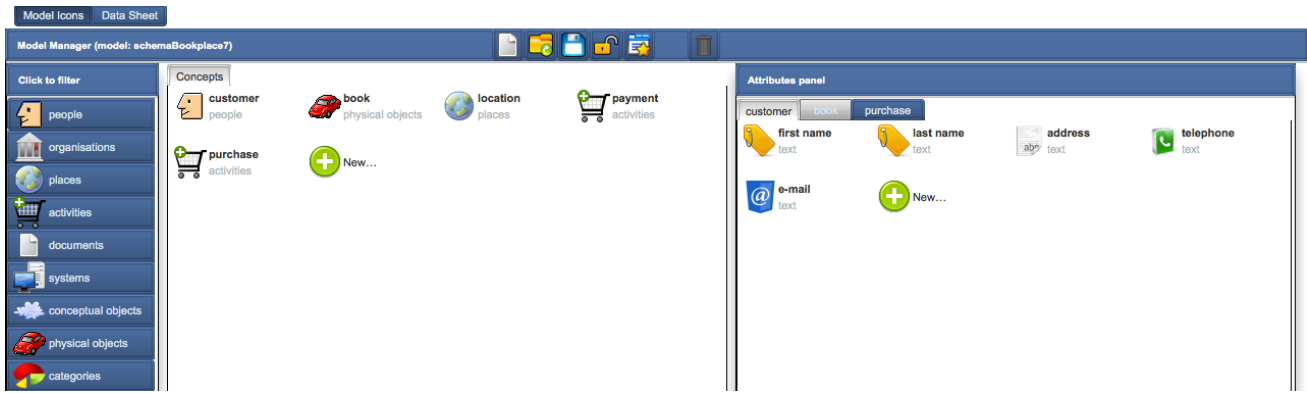 Model Icons Data Sheet
Model Manager (model: schemaBookplace7)
Click to filter
people
organisations
places
activities
documents
systems
conceptual objects
physical objects
categories
Concepts
customer
people
book
physical objects
location
places
payment
activities
purchase
activities
New...
Attributes panel
customer book purchase
first name
text
last name
text
address
text
telephone
text
e-mail
text
New...